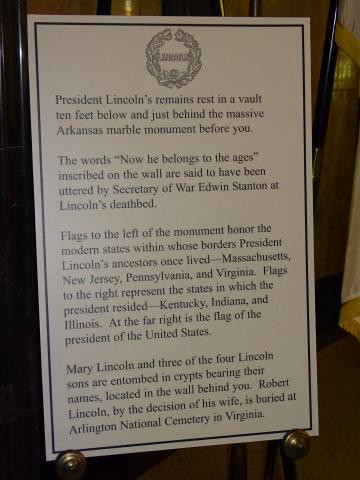 LINCOLN
President Lincoln's remains rest in a vault
ten feet below and just behind the massive
Arkansas marble monument before you.
The words “Now he belongs to the ages”
inscribed on the wall are said to have been
uttered by Secretary of War Edwin Stanton at
Lincoln's deathbed.
Flags to the left of the monument honor the
modern states within whose borders President
Lincoln's ancestors once lived—Massachusetts,
New Jersey, Pennsylvania, and Virginia. Flags
to the right represent the states in which the
president resided—Kentucky, Indiana, and
Illinois. At the far right is the flag of the
president of the United States.
Mary Lincoln and three of the four Lincoln
sons are entombed in crypts bearing their
names, located in the wall behind you. Robert
Lincoln, by the decision of his wife, is buried at
Arlington National Cemetery in Virginia.